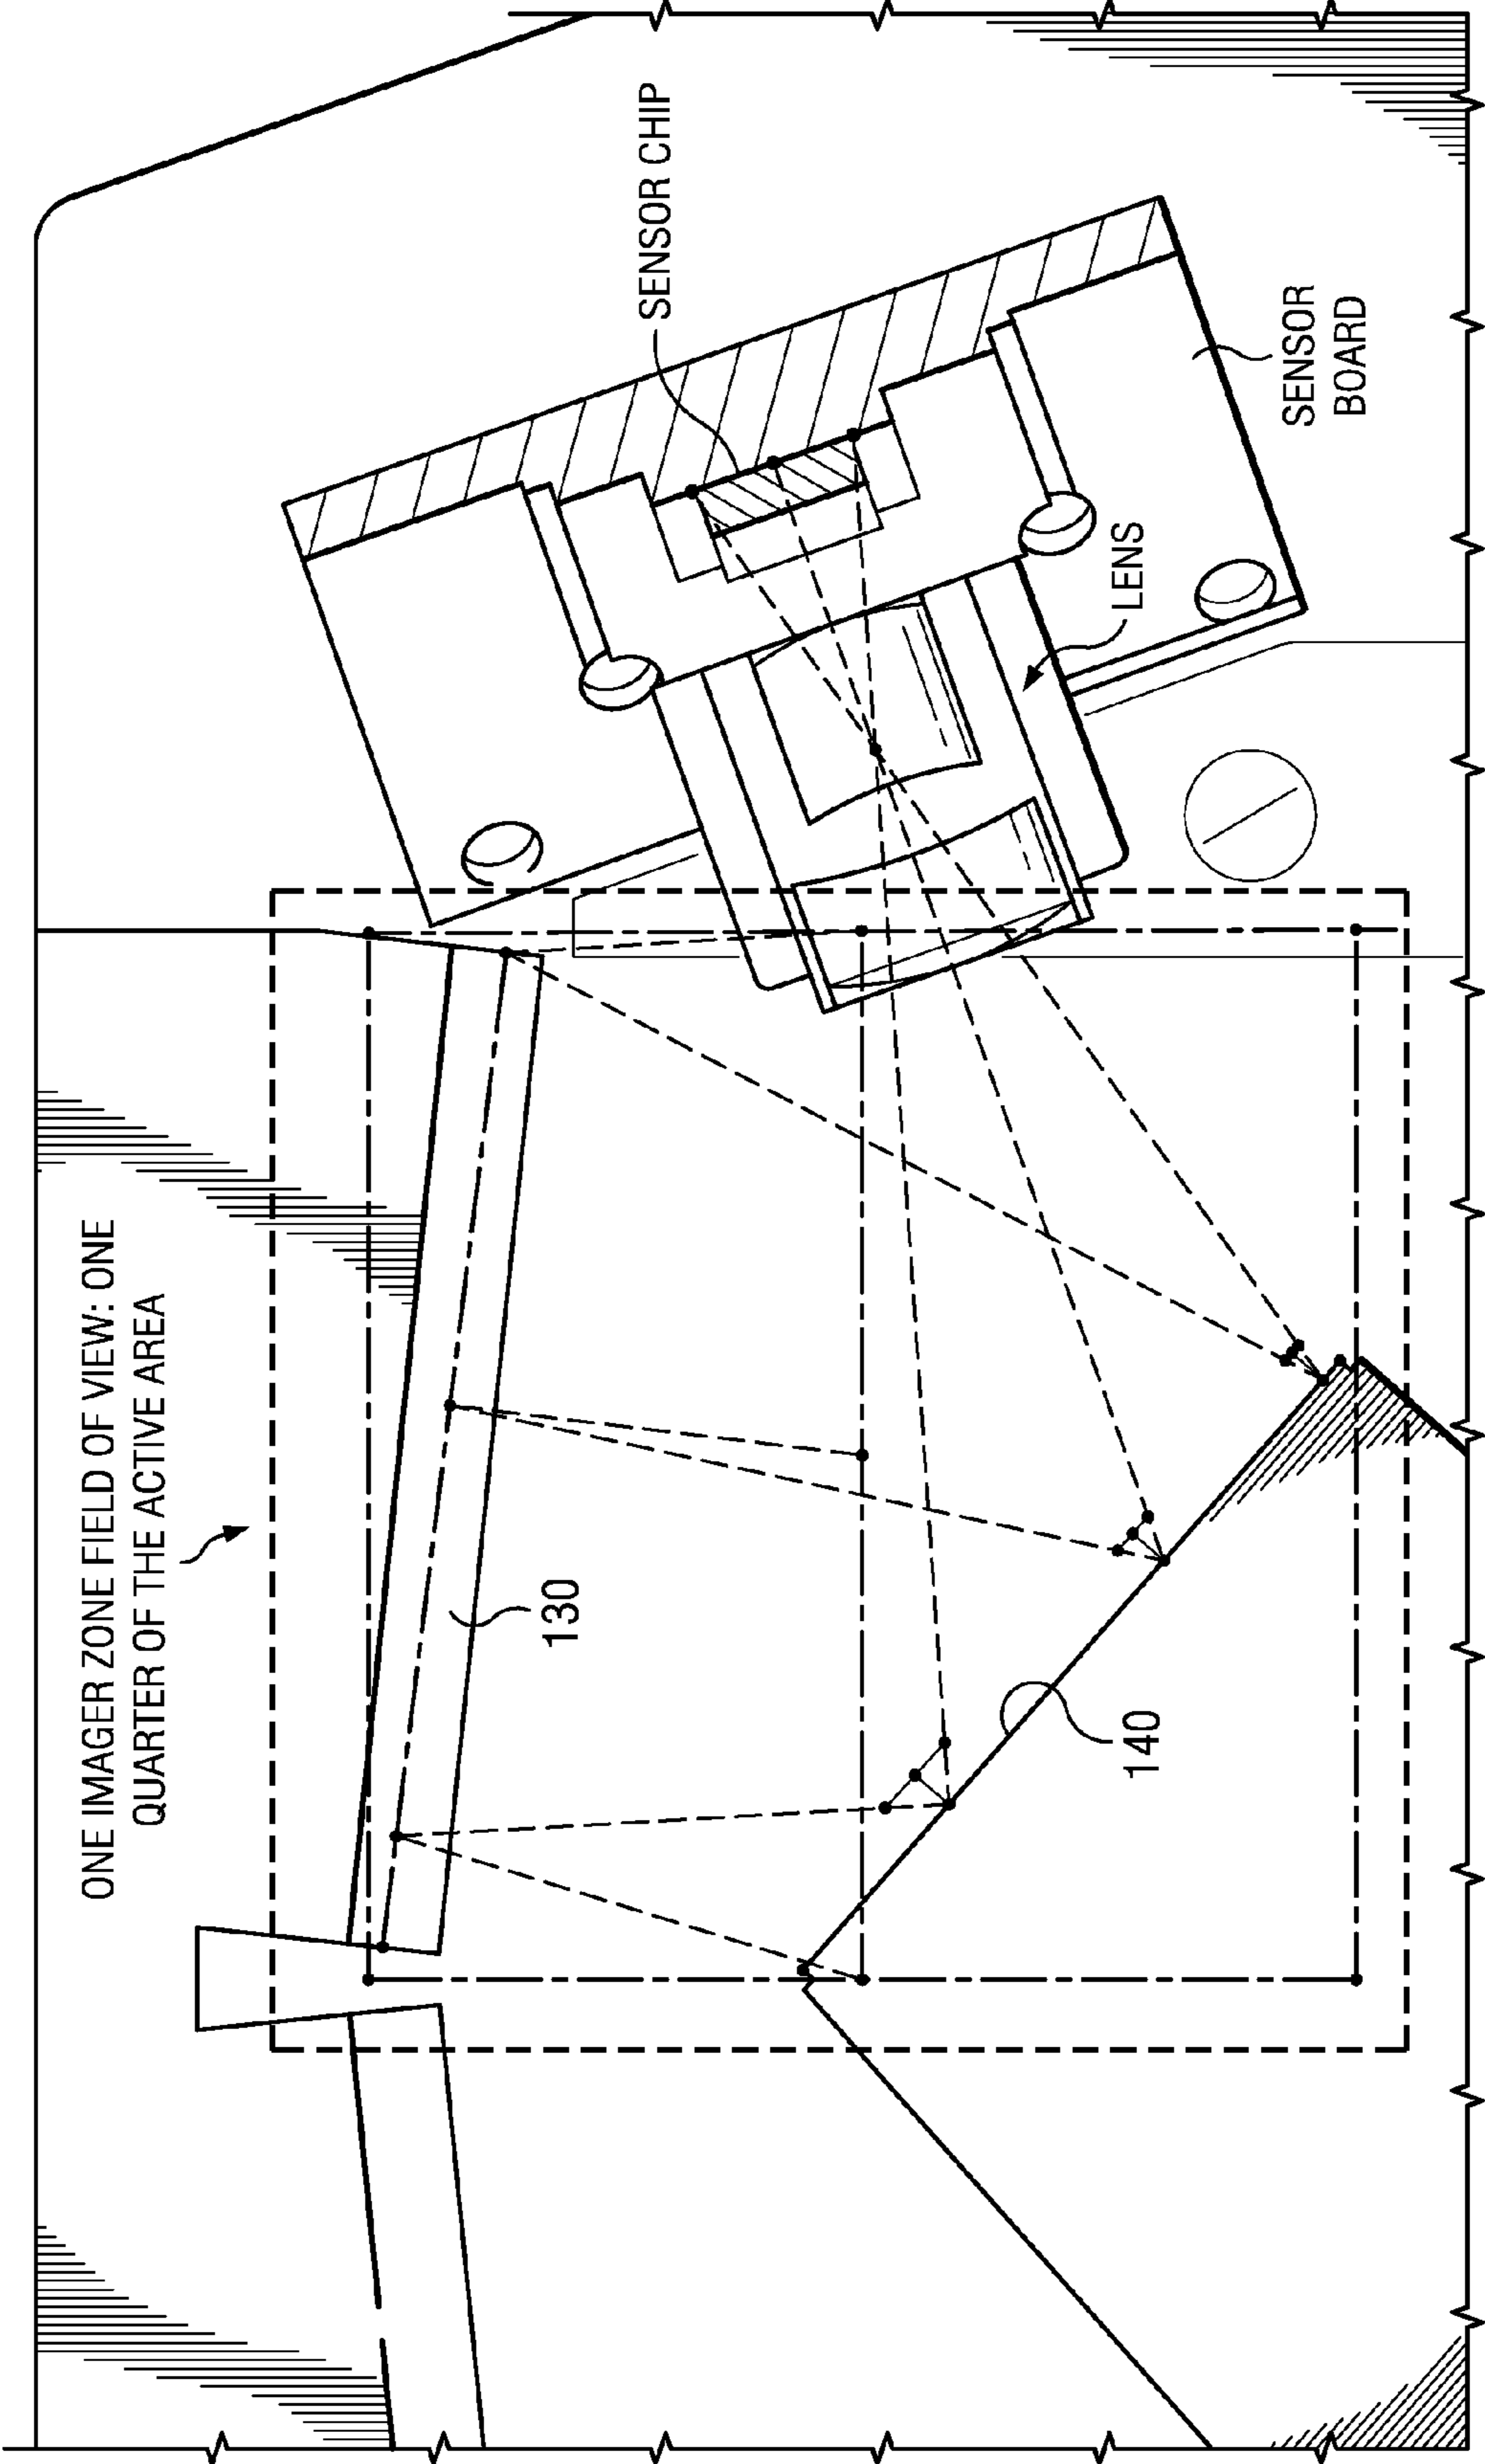 ONE IMAGER ZONE FIELD OF VIEW: ONE
QUARTER OF THE ACTIVE AREA
130
140
SENSOR CHIP
LENS
SENSOR
BOARD